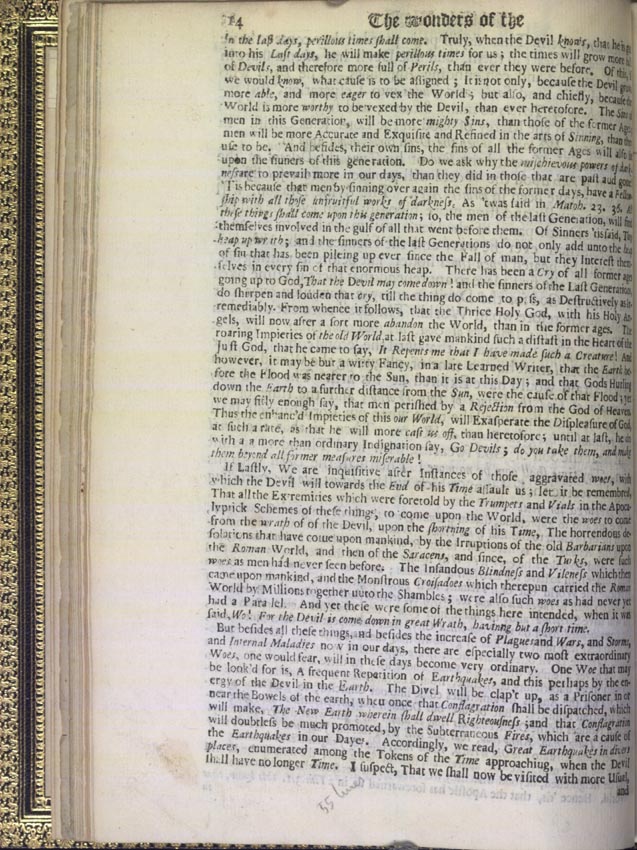 14 The Wonders of the
In the laſt days, perillous times ſhall come. Truly, when the Devil knows, that he is
into his Laſt days, he will make perillous times for us; the times will grow more
of Devils, and therefore more full of Perils, than ever they were before. Of this,
we would know, what cauſe is to be aſſigned; It is not only, becauſe the Devil grows
more able, and more eager to vex the World; but alſo, and chiefly, becauſe the
World is more worthy to be vexed by the Devil, than ever heretofore. The Sins of
men in this Generation, will be more mighty Sins, than thoſe of the former Ages
men will be more Accurate and Exquiſite and Refined in the arts of Sinning, than they
uſe to be. And beſides, their own ſins, the ſins of all the former Ages will alſo
upon the ſinners of this generation. Do we ask why the miſchievous powers of dark-
neſs are to prevail more in our days, than they did in thoſe that are paſt and gone
'Tis becauſe that men by ſinning over again the ſins of the former days, have a Fellow-
ſhip with all thoſe unfruitful works of darkneſs. As 'twas ſaid in Matth. 23. 36. All
theſe things ſhall come upon this generation; ſo, the men of the laſt Generation, will find
themſelves involved in the gulf of all that went before them. Of Sinners 'tis ſaid, They
heap up wrath; and the ſinners of the laſt Generations do not only add unto the heap
of ſin that has been pileing up ever ſince the Fall of man, but they Intereſt them-
ſelves in every ſin of that enormous heap. There has been a Cry of all former ages
going up to God, That the Devil may come down! and the ſinners of the Laſt Generation,
do ſherpen and louden that cry, till the thing do come to paſs, as Deſtructively as Ir-
remediably. From whence it follows, that the Thrice Holy God, with his Holy An-
gels, will now after a ſort more abandon the World, than in the former ages. The
roaring Impieties of the old World, at laſt gave mankind ſuch a diſtaſt in the Heart of the
Juſt God, that he came to ſay, It Repents me that I have made ſuch a Creature! And
however, it may be but a witty Fancy, in a late Learned Writer, that the Earth be-
fore the Flood was nearer to the Sun, than it is at this Day; and that Gods Hurling
down the Earth to a further diſtance from the Sun, were the cauſe of that Flood; yet
we may fitly enough ſay, that men periſhed by a Rejection from the God of Heaven.
Thus the enhanc'd Impieties of this our World, will Exaſperate the Diſpleaſure of God,
at ſuch a rate, as that he will more caſt us off, than heretofore; until at laſt, he do
with a a more than ordinary Indignation ſay, Go Devils; do you take them, and make
them beyond all former meaſures miſerable!
If Laſtly, We are inquiſitive after Inſtances of thoſe aggravated woes, with
which the Devil will towards the End of his Time aſſault us; let it be remembred,
That all the Extremities which were foretold by the Trumpets and Vials in the Apoca-
lyptick Schemes of theſe things, to come upon the World, were the woes to come
from the wrath of of the Devil, upon the ſhortning of his Time, The horrendous de-
ſolations that have come upon mankind, by the Irruptions of the old Barbarians upon
the Roman World, and then of the Saracens, and ſince, of the Turks, were ſuch
woes as men had never ſeen before. The Infandous Blindneſs and Vileneſs which then
came upon mankind, and the Monſtrous Croiſadoes which thereupon carried the Roman
World by Millions together unto the Shambles; were alſo ſuch woes as had never yet
had a Parallel. And yet theſe were ſome of the things here intended, when it was
ſaid, Wo! For the Devil is come down in great Wrath, having but a ſhort time.
But beſides all theſe things, and beſides the increaſe of Plagues and Wars, and Storms,
and Internal Maladies now in our days, there are eſpecially two moſt extraordinary
Woes, one would fear, will in theſe days become very ordinary. One Woe that may
be look'd for is, A frequent Repetition of Earthquakes, and this perhaps by the en-
ergy of the Devil in the Earth. The Divel will be clap't up, as a Priſoner in or
near the Bowels of the earth, when once that Conflagration ſhall be diſpatched, which
will make, The New Earth wherein ſhall dwell Righteouſneſs; and that Conflagration
will doubtleſs be much promoted, by the Subterraneous Fires, which are a cauſe of
the Earthquakes in our Dayes. Accordingly, we read, Great Earthquakes in divers
places, enumerated among the Tokens of the Time approaching, when the Devil
ſhall have no longer Time. I ſuſpect, That we ſhall now be viſited with more Uſual,
and
55 lines